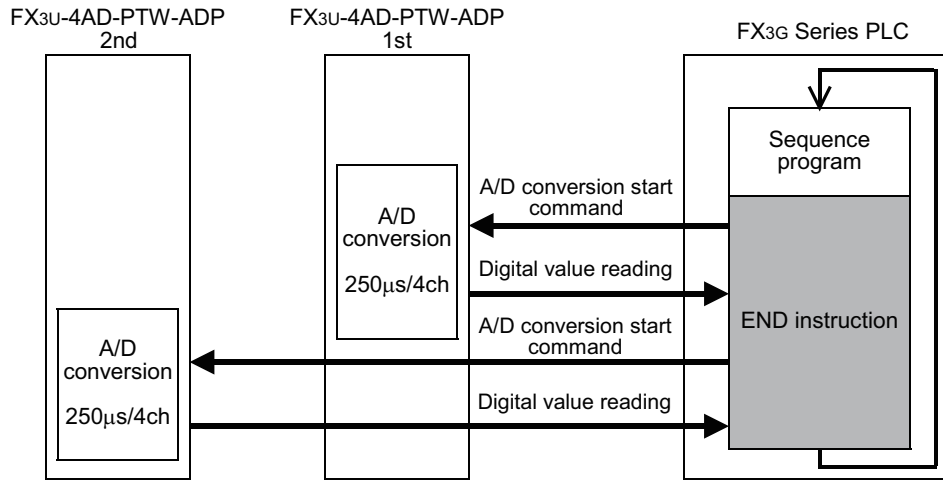 FX3U-4AD-PTW-ADP
2nd
FX3U-4AD-PTW-ADP
1st
FX3G Series PLC
Sequence
program
A/D conversion start
command
A/D
conversion
250μs/4ch
Digital value reading
END instruction
A/D conversion start
command
A/D
conversion
250μs/4ch
Digital value reading